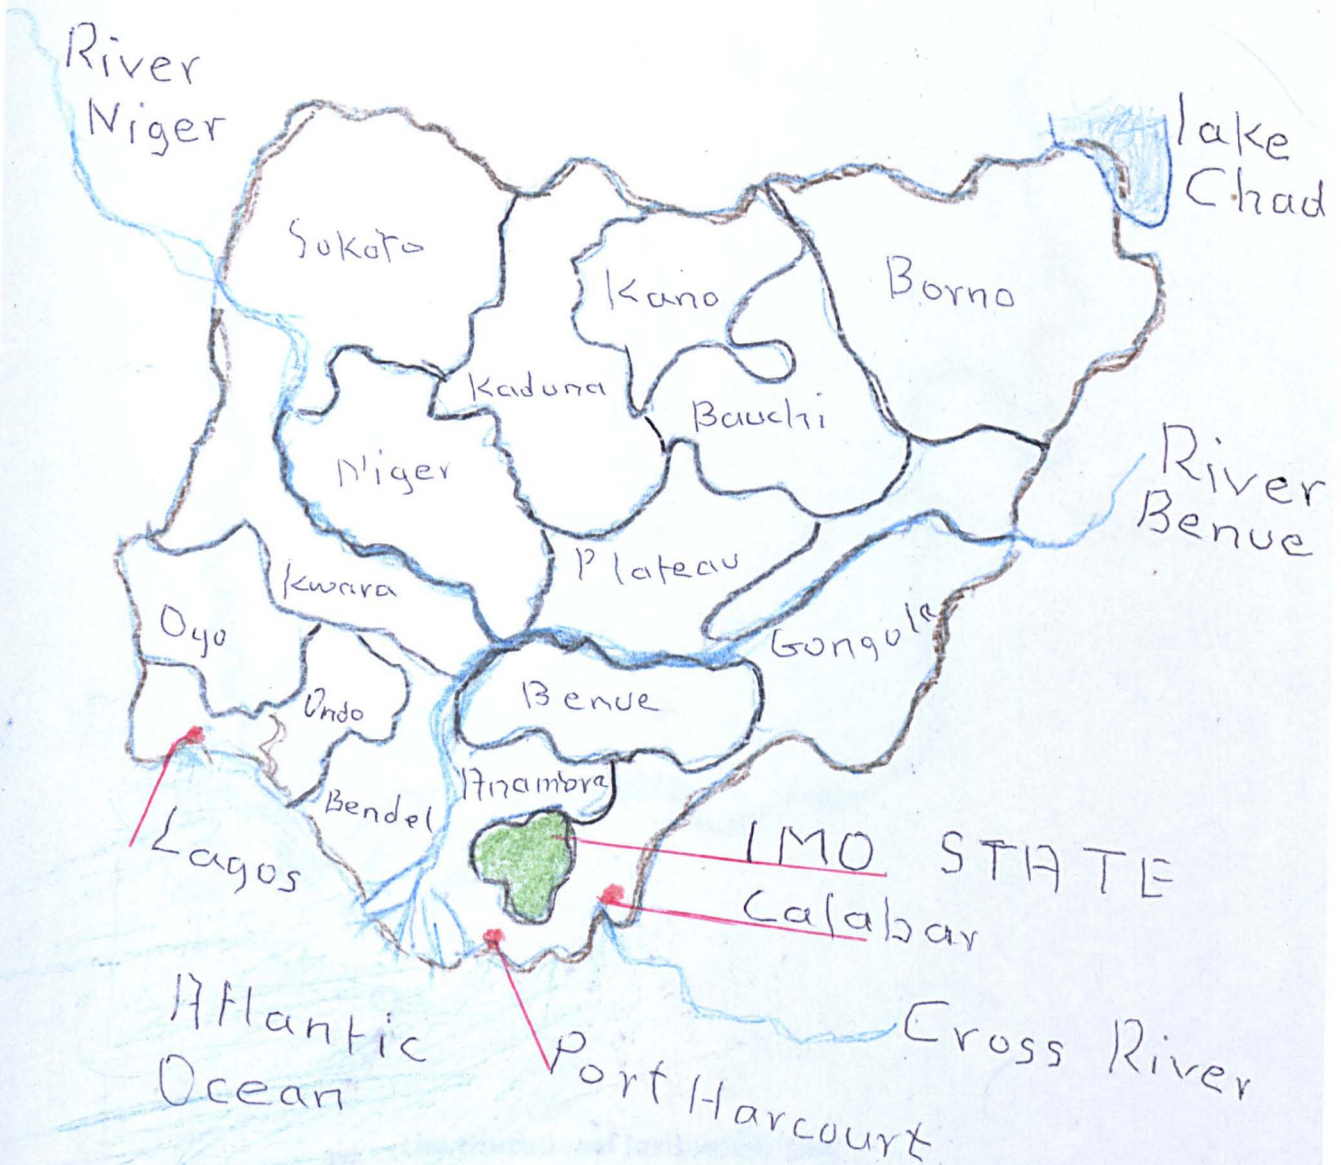 River
Niger
lake
Chad
Sokoto
Kano
Borno
Kaduna
Bauchi
Niger
River
Benue
Plateau
Kwara
Oyo
Gongola
Benue
Ondo
Anambra
Bendel
Lagos
IMO STATE
Calabar
Atlantic
Ocean
Cross River
Port Harcourt